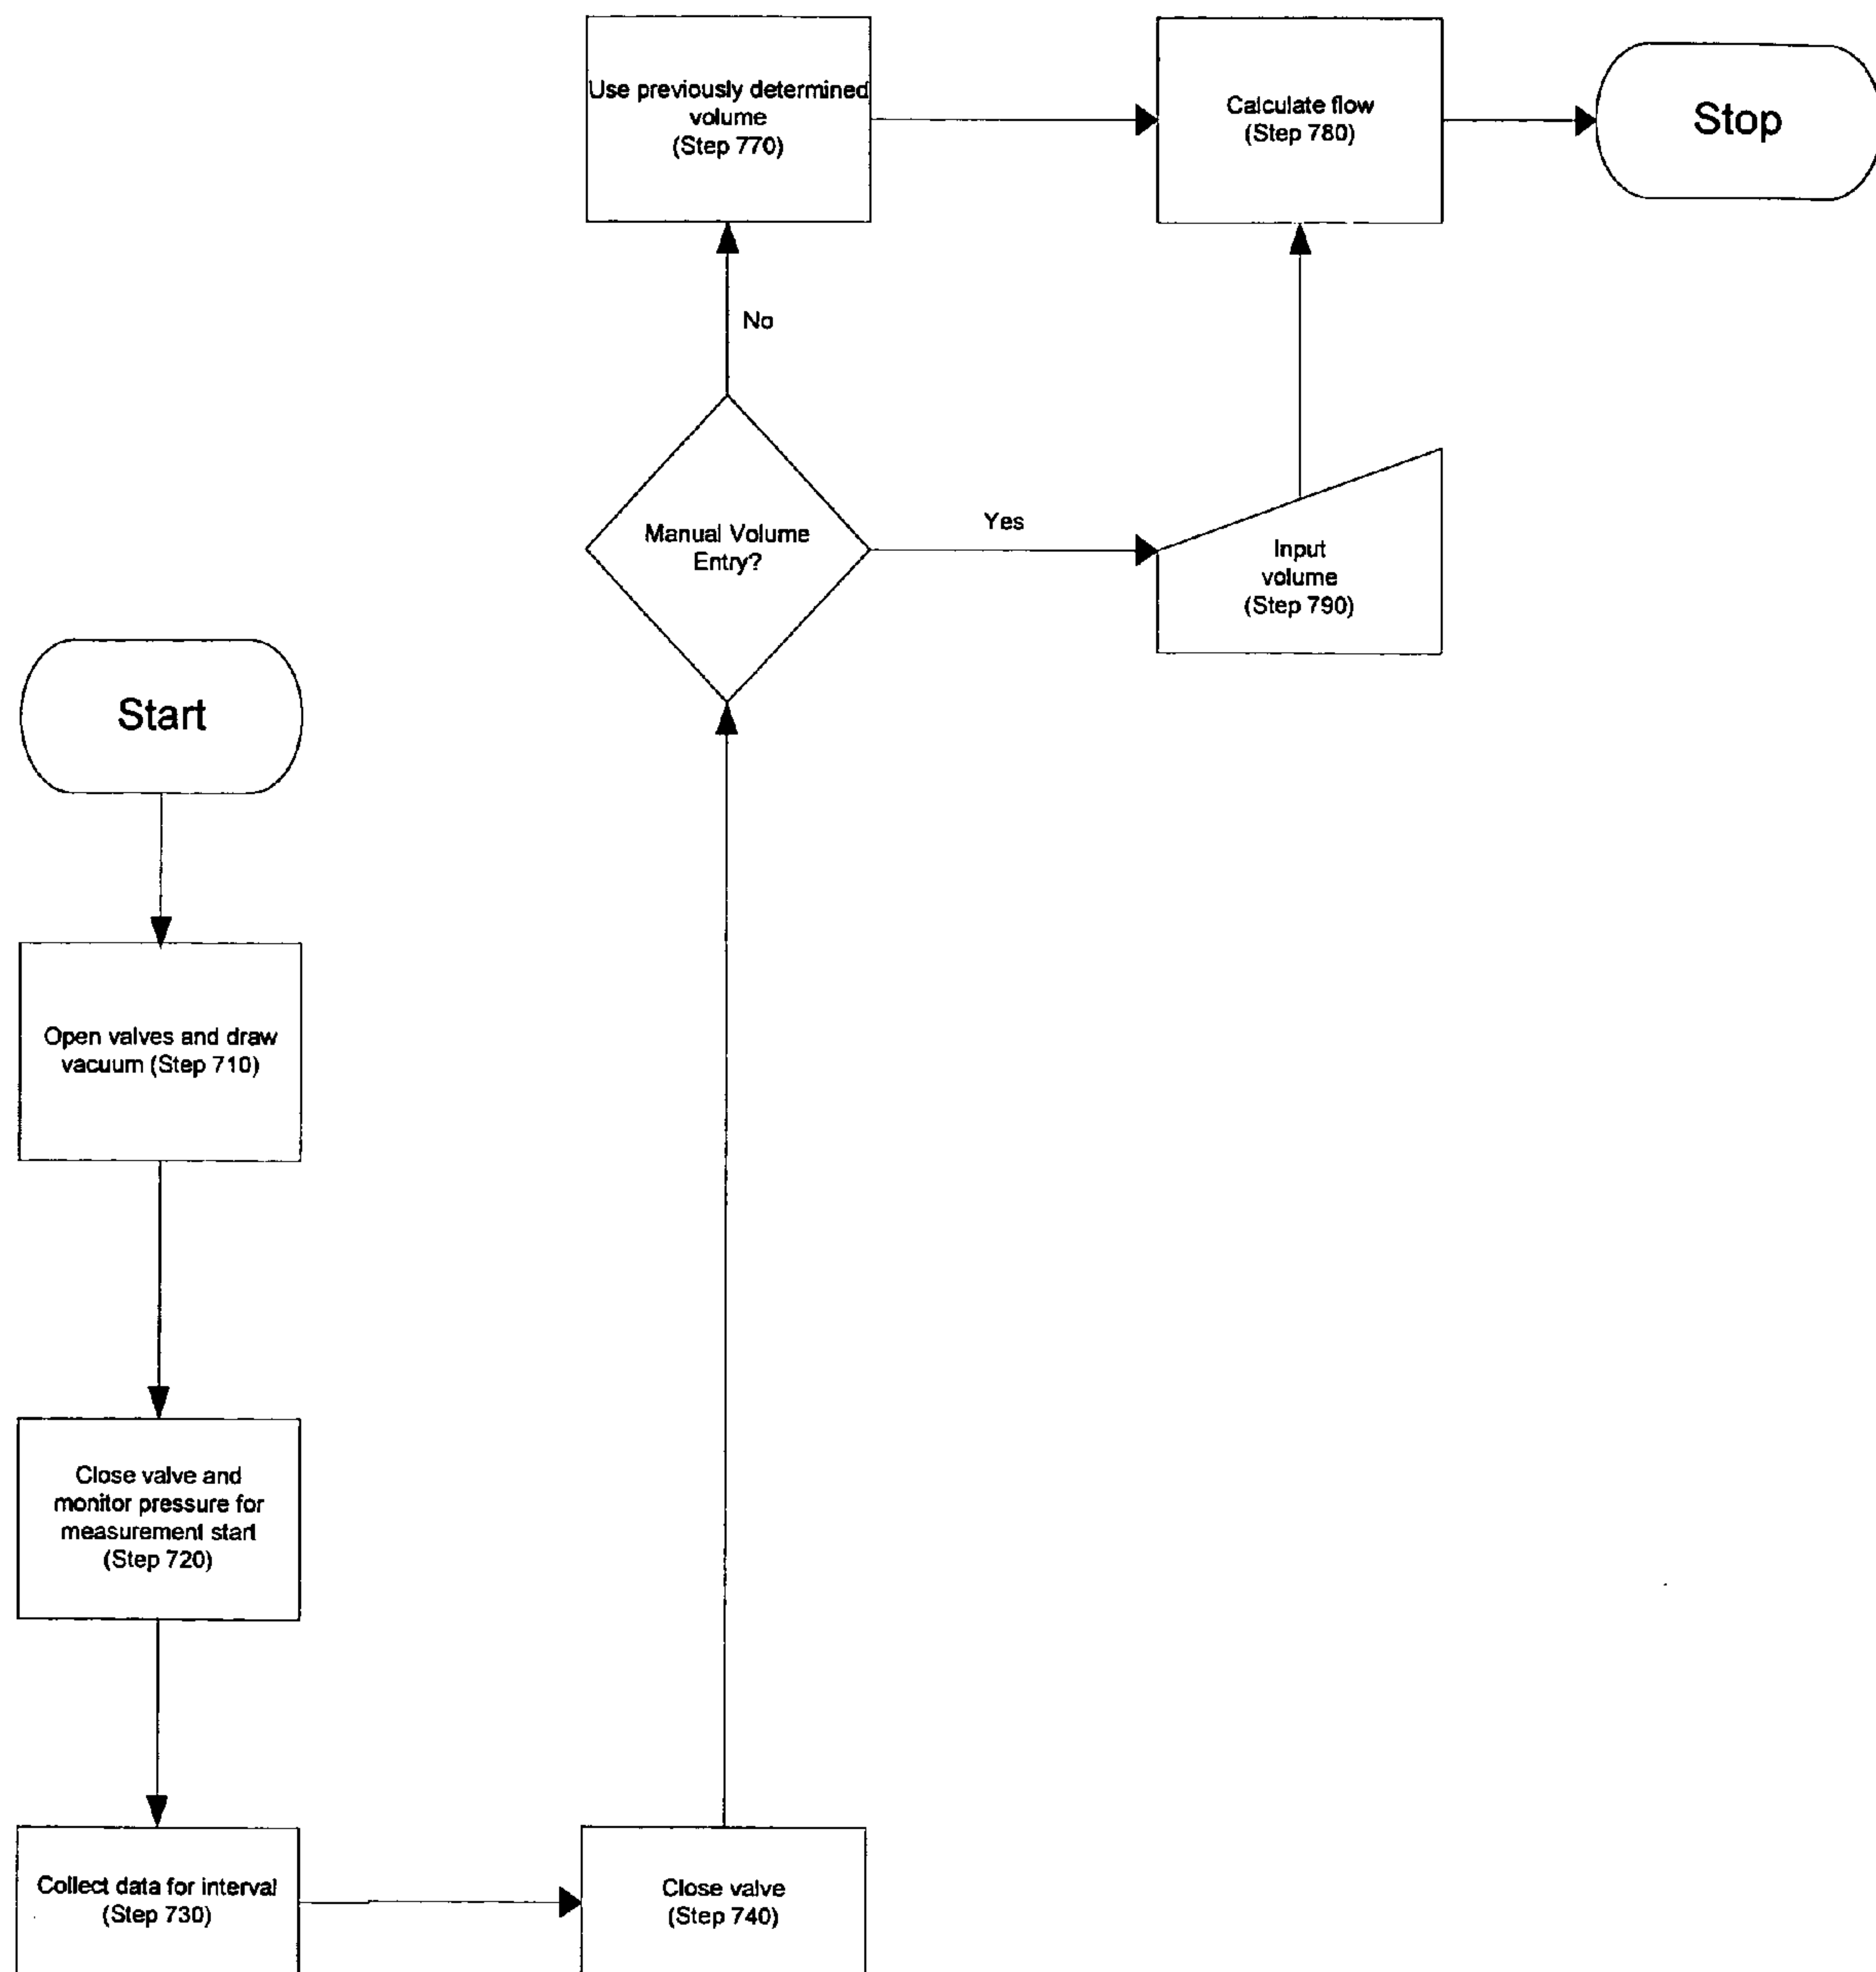 Start
Open valves and draw
vacuum (Step 710)
Close valve and
monitor pressure for
measurement start
(Step 720)
Collect data for interval
(Step 730)
Close valve
(Step 740)
Manual Volume
Entry?
No
Yes
Use previously determined
volume
(Step 770)
Input
volume
(Step 790)
Calculate flow
(Step 780)
Stop